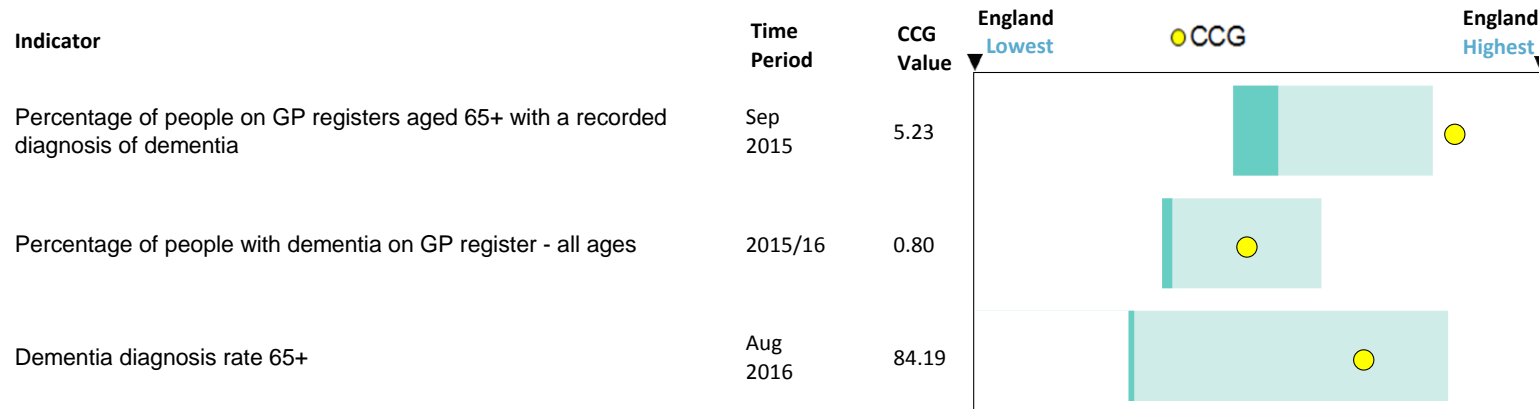 Indicator
Time Period
CCG Value
England Lowest
CCG
England Highest
Percentage of people on GP registers aged 65+ with a recorded
diagnosis of dementia
Sep
2015
5.23
Percentage of people with dementia on GP register - all ages
2015/16
0.80
Dementia diagnosis rate 65+
Aug
2016
84.19